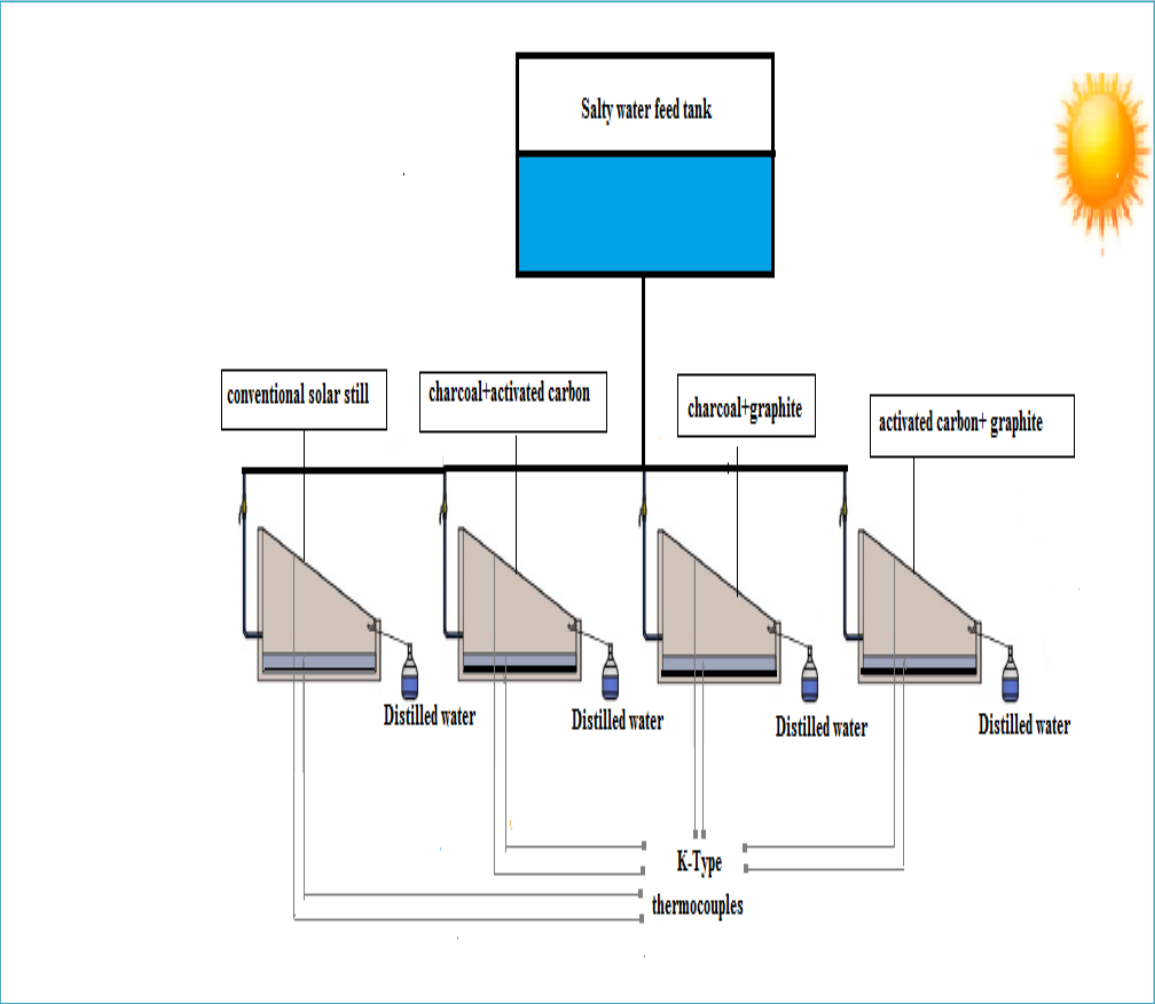 Salty water feed tank
conventional solar still
charcoal+activated carbon
charcoal+graphite
activated carbon+ graphite
Distilled water
Distilled water
Distilled water
Distilled water
K-Type
thermocouples